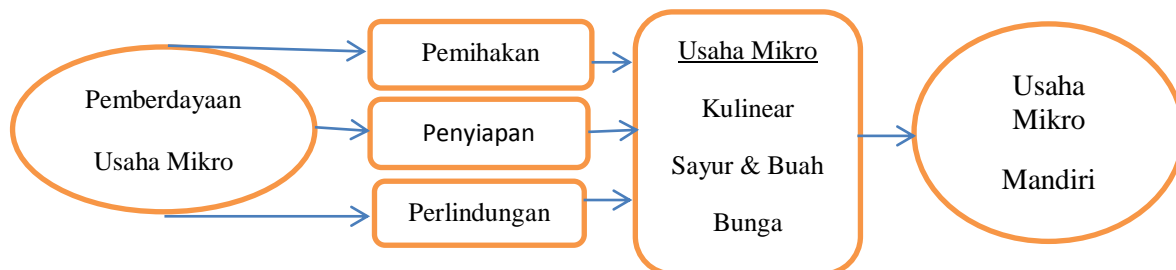 Pemberdayaan
Usaha Mikro
Pemihakan
Penyiapan
Perlindungan
Usaha Mikro
Kulinear
Sayur & Buah
Bunga
Usaha
Mikro
Mandiri